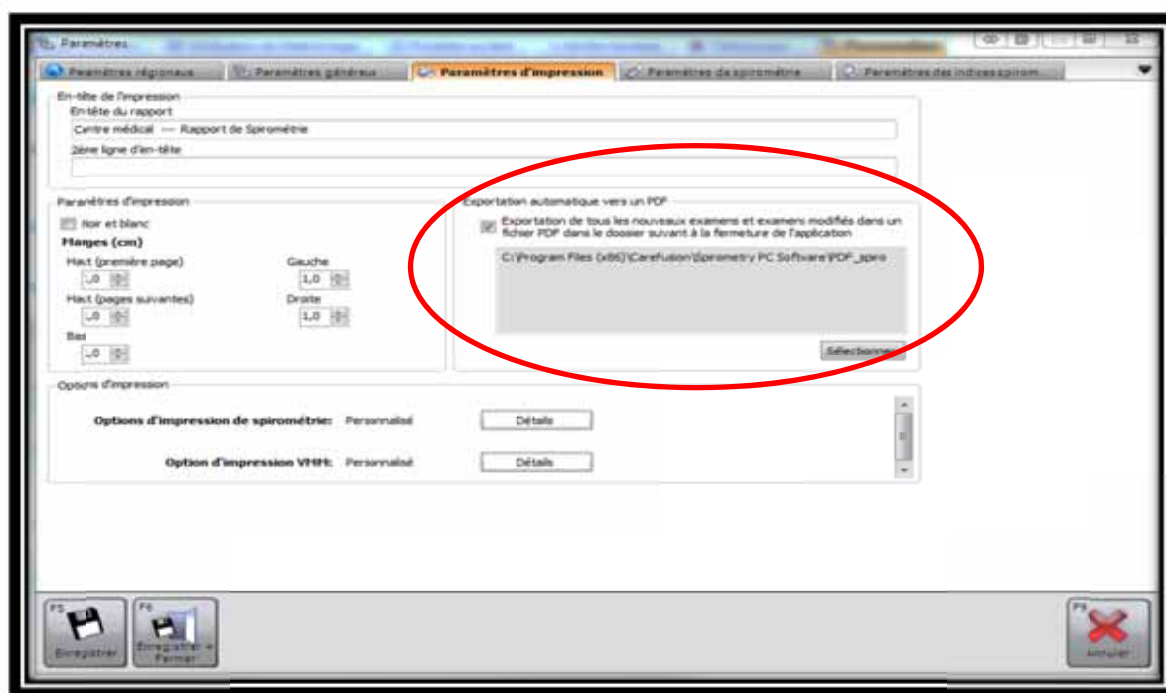 Paramètres
Paramètres régionaux
Paramètres généraux
Paramètres d'impression
Paramètres de spirométrie
Paramètres des indices spirom...
En-tête de l'impression
En-tête du rapport
Centre médical --- Rapport de Spirométrie
2ème ligne d'en-tête
Paramètres d'impression
Noir et blanc
Marges (cm)
Haut (première page)
Gauche
1,0
Haut (pages suivantes)
Droite
1,0
Bas
Exportation automatique vers un PDF
Exportation de tous les nouveaux examens et examens modifiés dans un
fichier PDF dans le dossier suivant à la fermeture de l'application
C:\Program Files (x86)\Carefusion\Spirometry PC Software\PDF_spiro
Sélectionner
Options d'impression
Options d'impression de spirométrie: Personnalisé
Détails
Option d'impression VMM: Personnalisé
Détails
F5
Enregistrer
F6
Enregistrer +
Fermer
Annuler